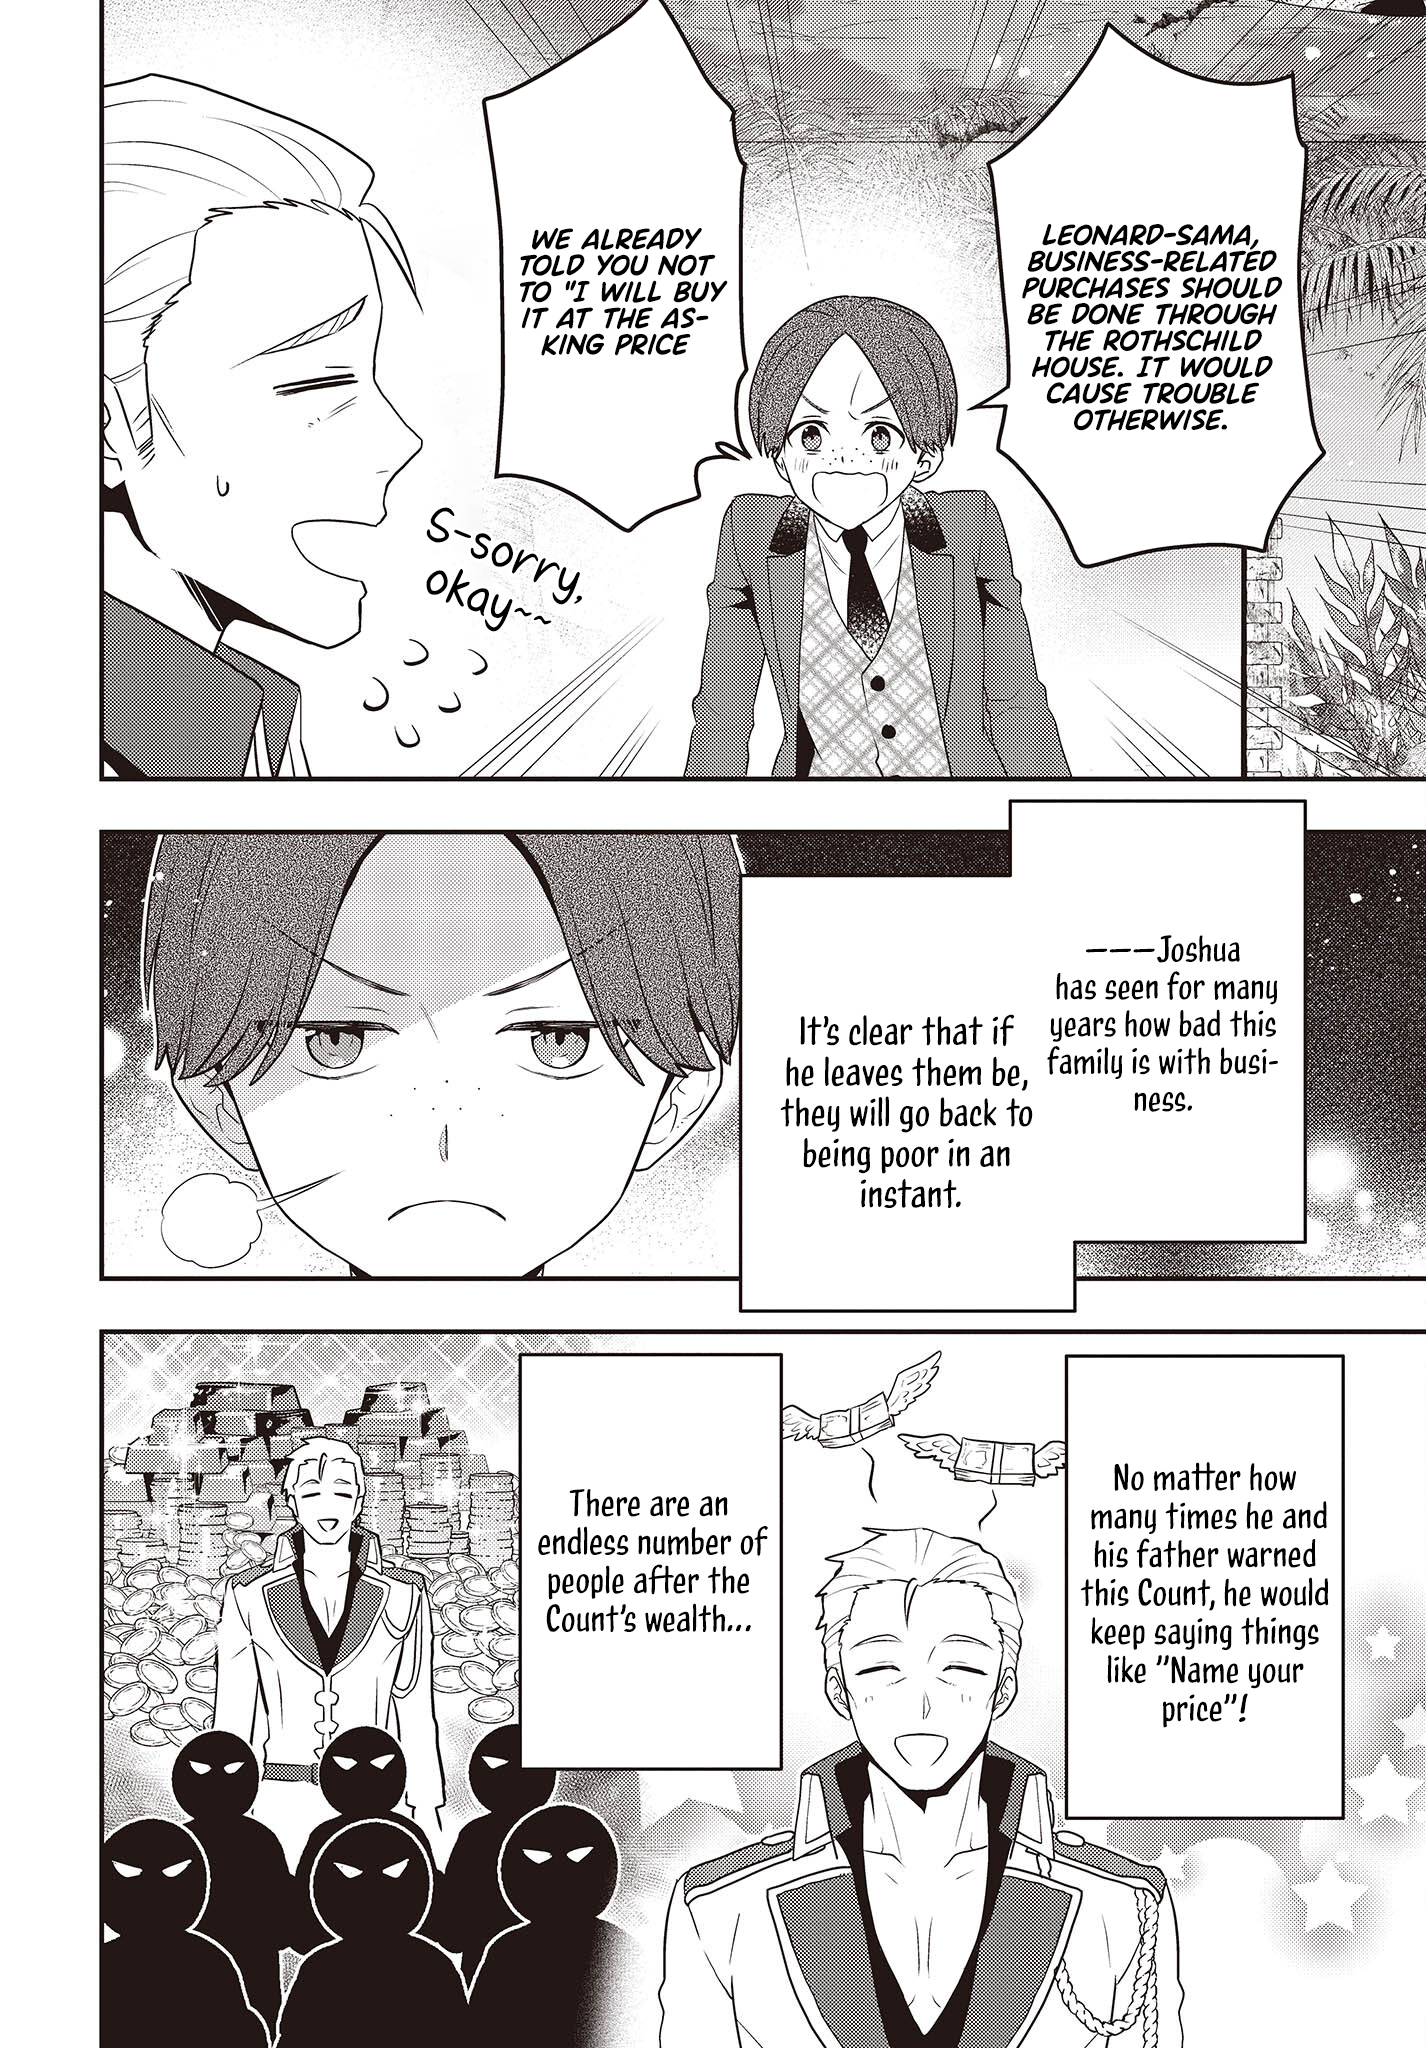 LEONARD-SAMA,
BUSINESS-RELATED
PURCHASES SHOULD
BE DONE THROUGH
THE ROTHSCHILD
HOUSE. IT WOULD
CAUSE TROUBLE
OTHERWISE.
WE ALREADY
TOLD YOU NOT
TO "I WILL BUY
IT AT THE AS-
KING PRICE
S-sorry,
okay~~
———Joshua
has seen for many
years how bad this
family is with busi-
ness.
It's clear that if
he leaves them be,
they will go back to
being poor in an
instant.
No matter how
many times he and
his father warned
this Count, he would
keep saying things
like "Name your
price"!
There are an
endless number of
people after the
Count's wealth...